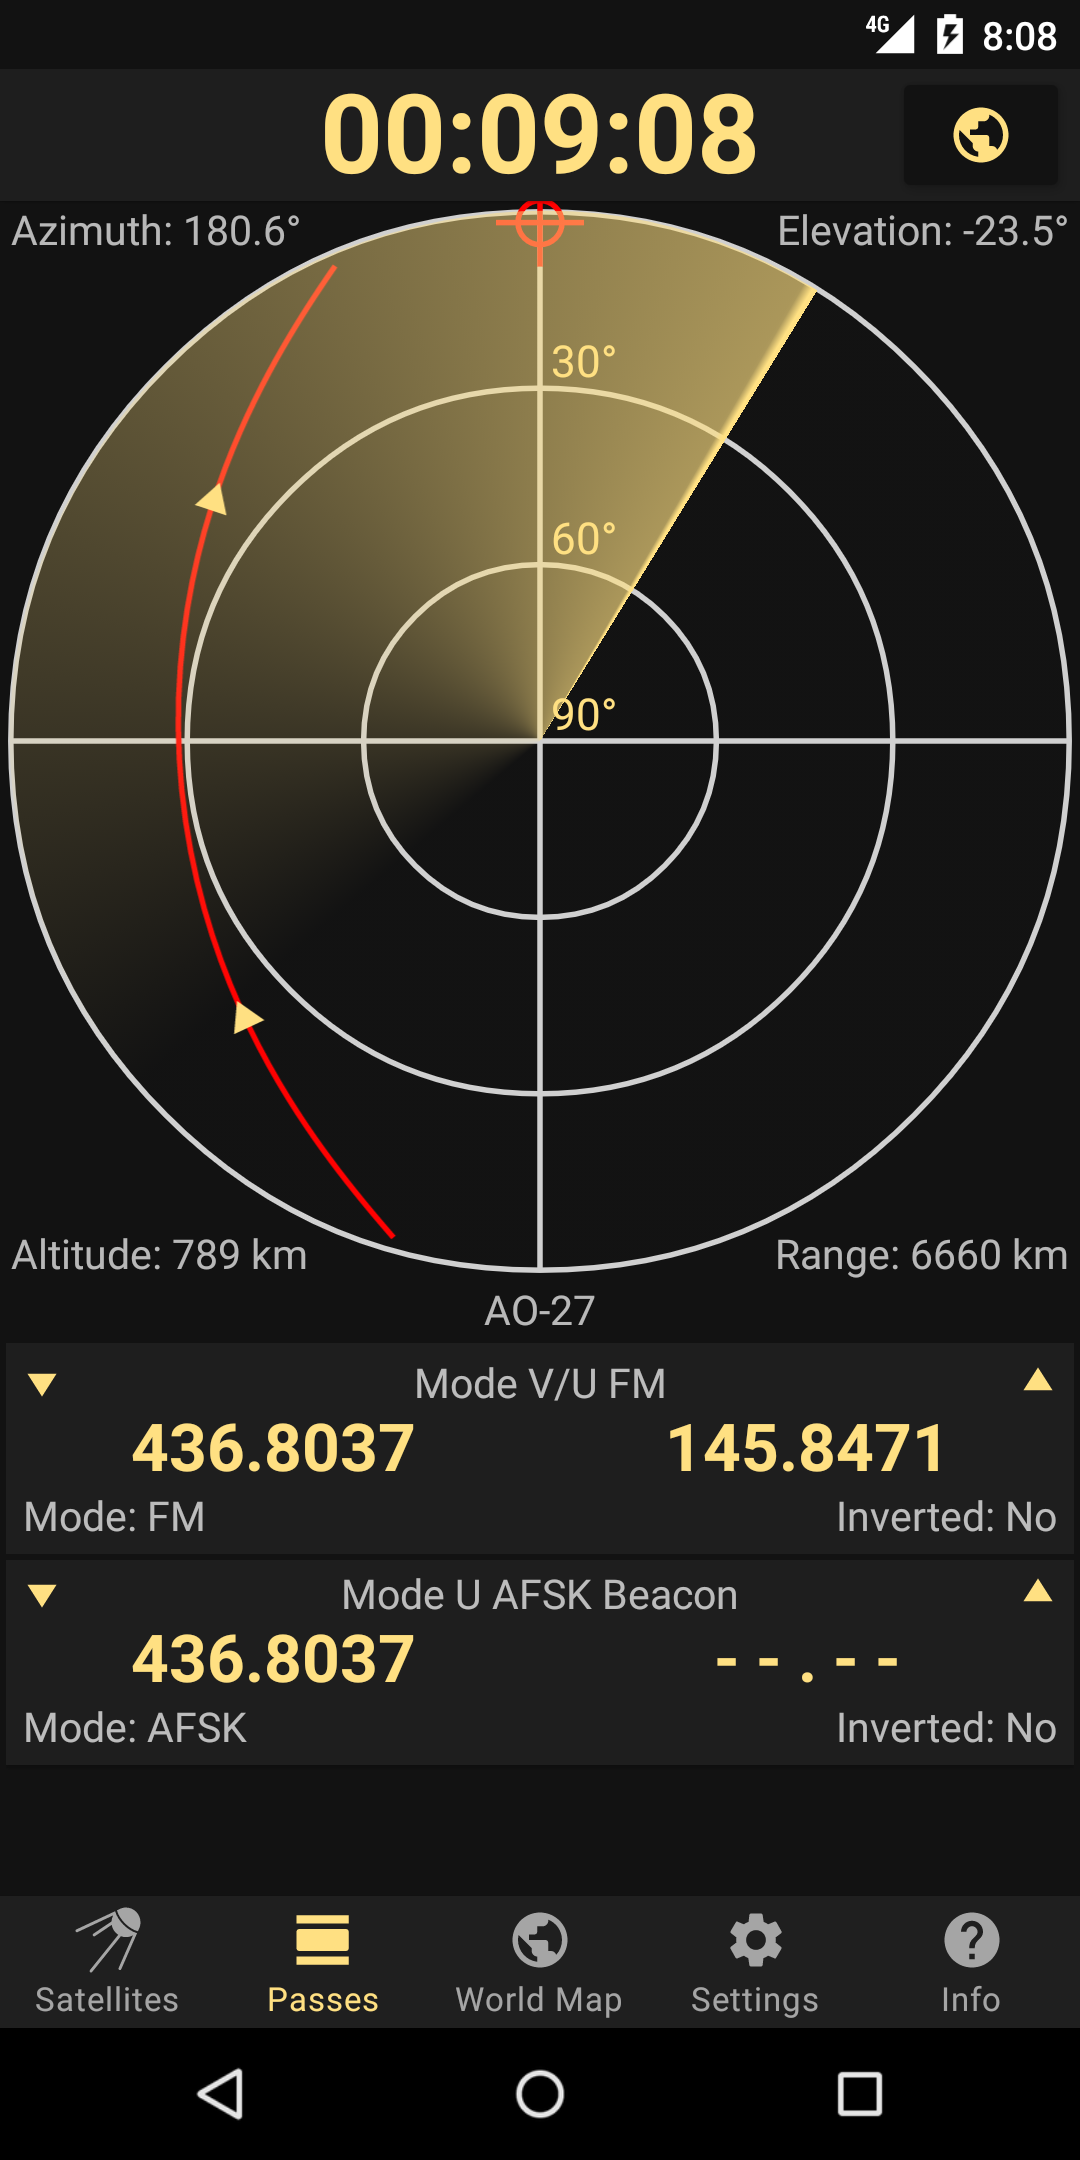 4G 8:08
00:09:08
Azimuth: 180.6° Elevation: -23.5°
30°
60°
90°
Altitude: 789 km Range: 6660 km
AO-27
Mode V/U FM
436.8037 145.8471
Mode: FM Inverted: No
Mode U AFSK Beacon
436.8037 --.--
Mode: AFSK Inverted: No
Satellites Passes World Map Settings Info